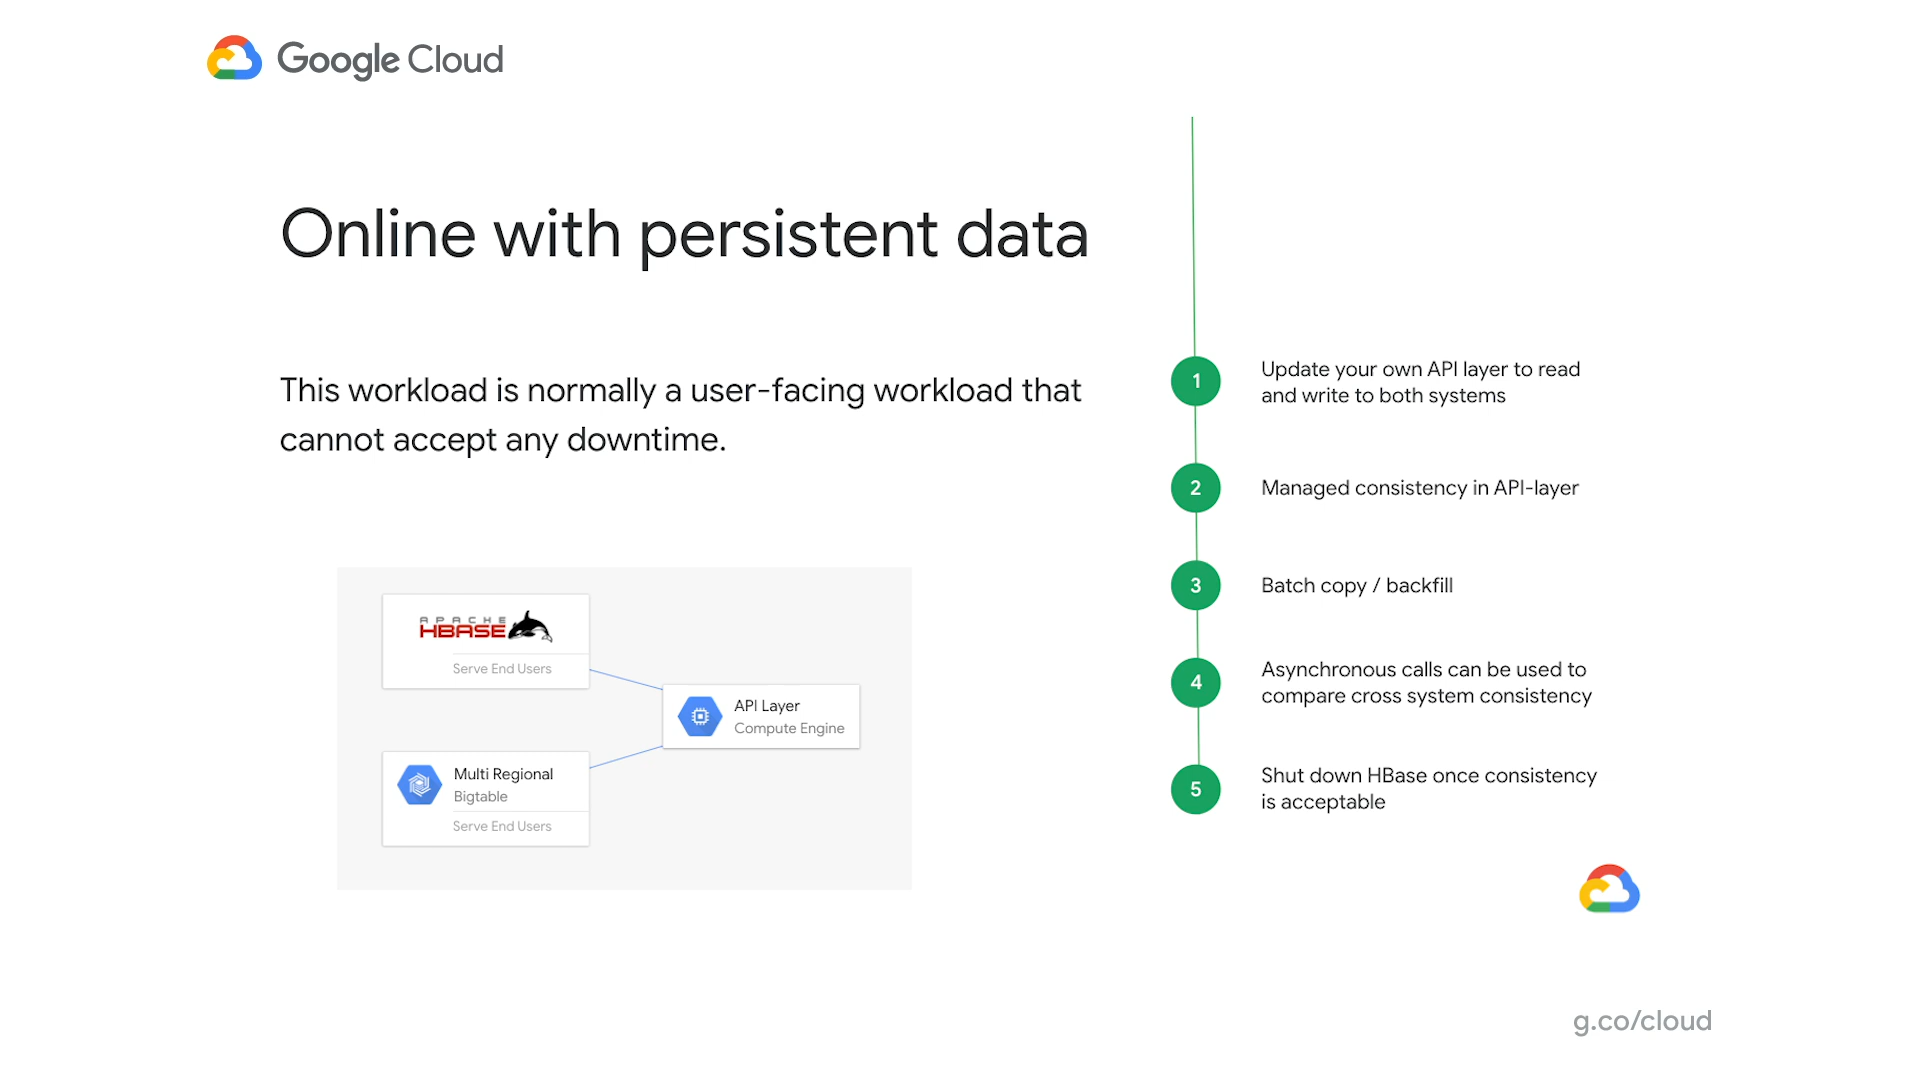 Google Cloud
Online with persistent data
This workload is normally a user-facing workload that
cannot accept any downtime.
APACHE
HBASE
Serve End Users
Multi Regional
Bigtable
Serve End Users
API Layer
Compute Engine
1
Update your own API layer to read
and write to both systems
2
Managed consistency in API-layer
3
Batch copy / backfill
4
Asynchronous calls can be used to
compare cross system consistency
5
Shut down HBase once consistency
is acceptable
g.co/cloud